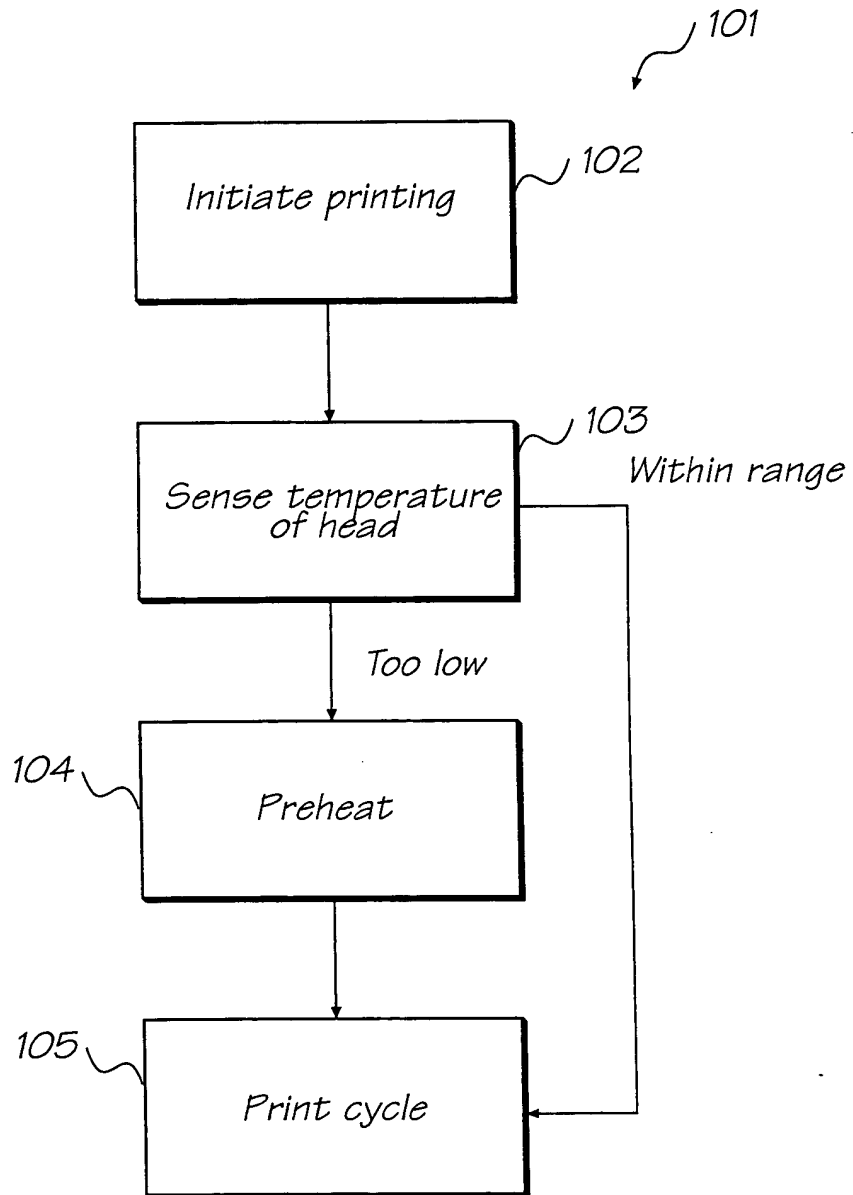 101
Initiate printing
102
103
Within range
Sense temperature
of head
Too low
104
Preheat
105
Print cycle